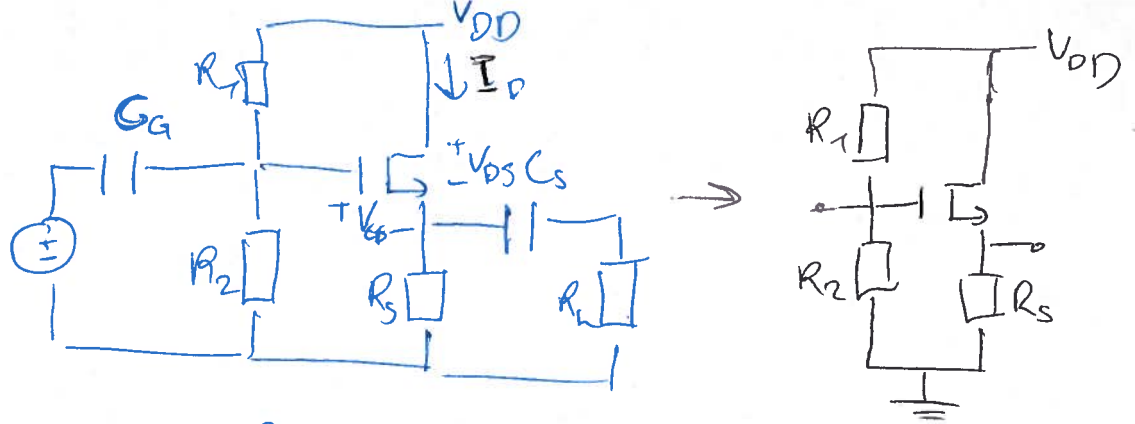 VDD
R1
ID
CG
+
VDS
-
CS
+
VGS
-
±
R2
RS
RL
VDD
R1
R2
RS